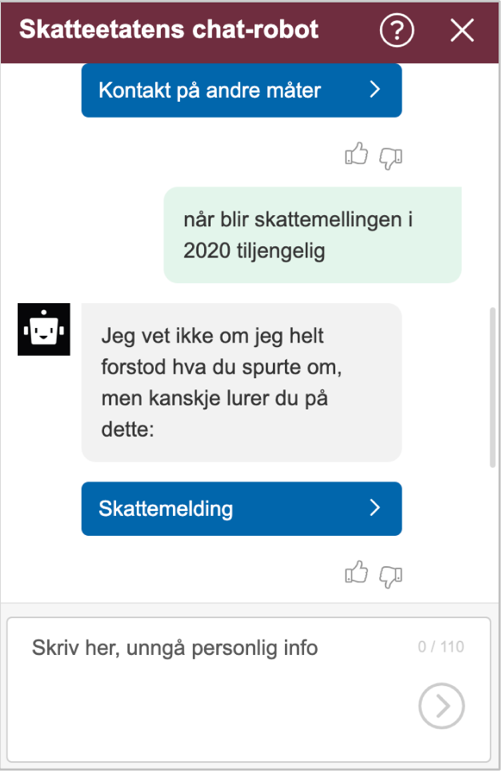 Skatteetatens chat-robot
Kontakt på andre måter
når blir skattemellingen i
2020 tiljengelig
Jeg vet ikke om jeg helt
forstod hva du spurte om,
men kanskje lurer du på
dette:
Skattemelding
Skriv her, unngå personlig info
0 / 110